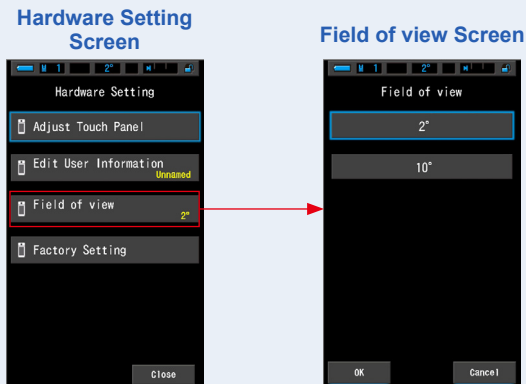 Hardware Setting
Screen
M 1 2°
Hardware Setting
Adjust Touch Panel
Edit User Information
Unnamed
Field of view
2°
Factory Setting
Close
Field of view Screen
M 1 2°
Field of view
2°
10°
OK Cancel